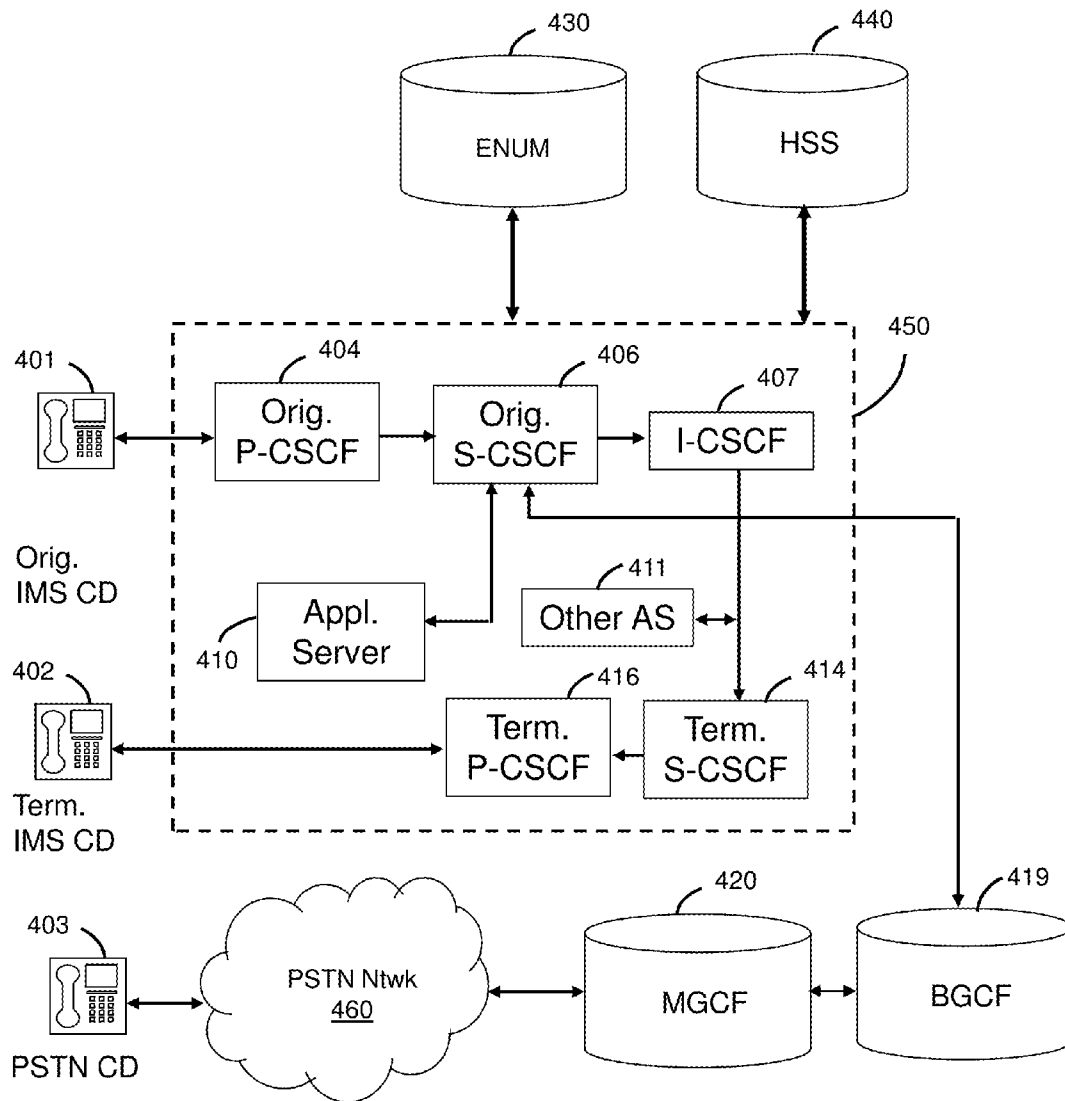 430
440
ENUM
HSS
450
401
404
406
407
Orig.
P-CSCF
Orig.
S-CSCF
I-CSCF
Orig.
IMS CD
411
Appl.
Server
Other AS
410
402
416
414
Term.
P-CSCF
Term.
S-CSCF
Term.
IMS CD
420
419
403
PSTN Ntwk
460
MGCF
BGCF
PSTN CD